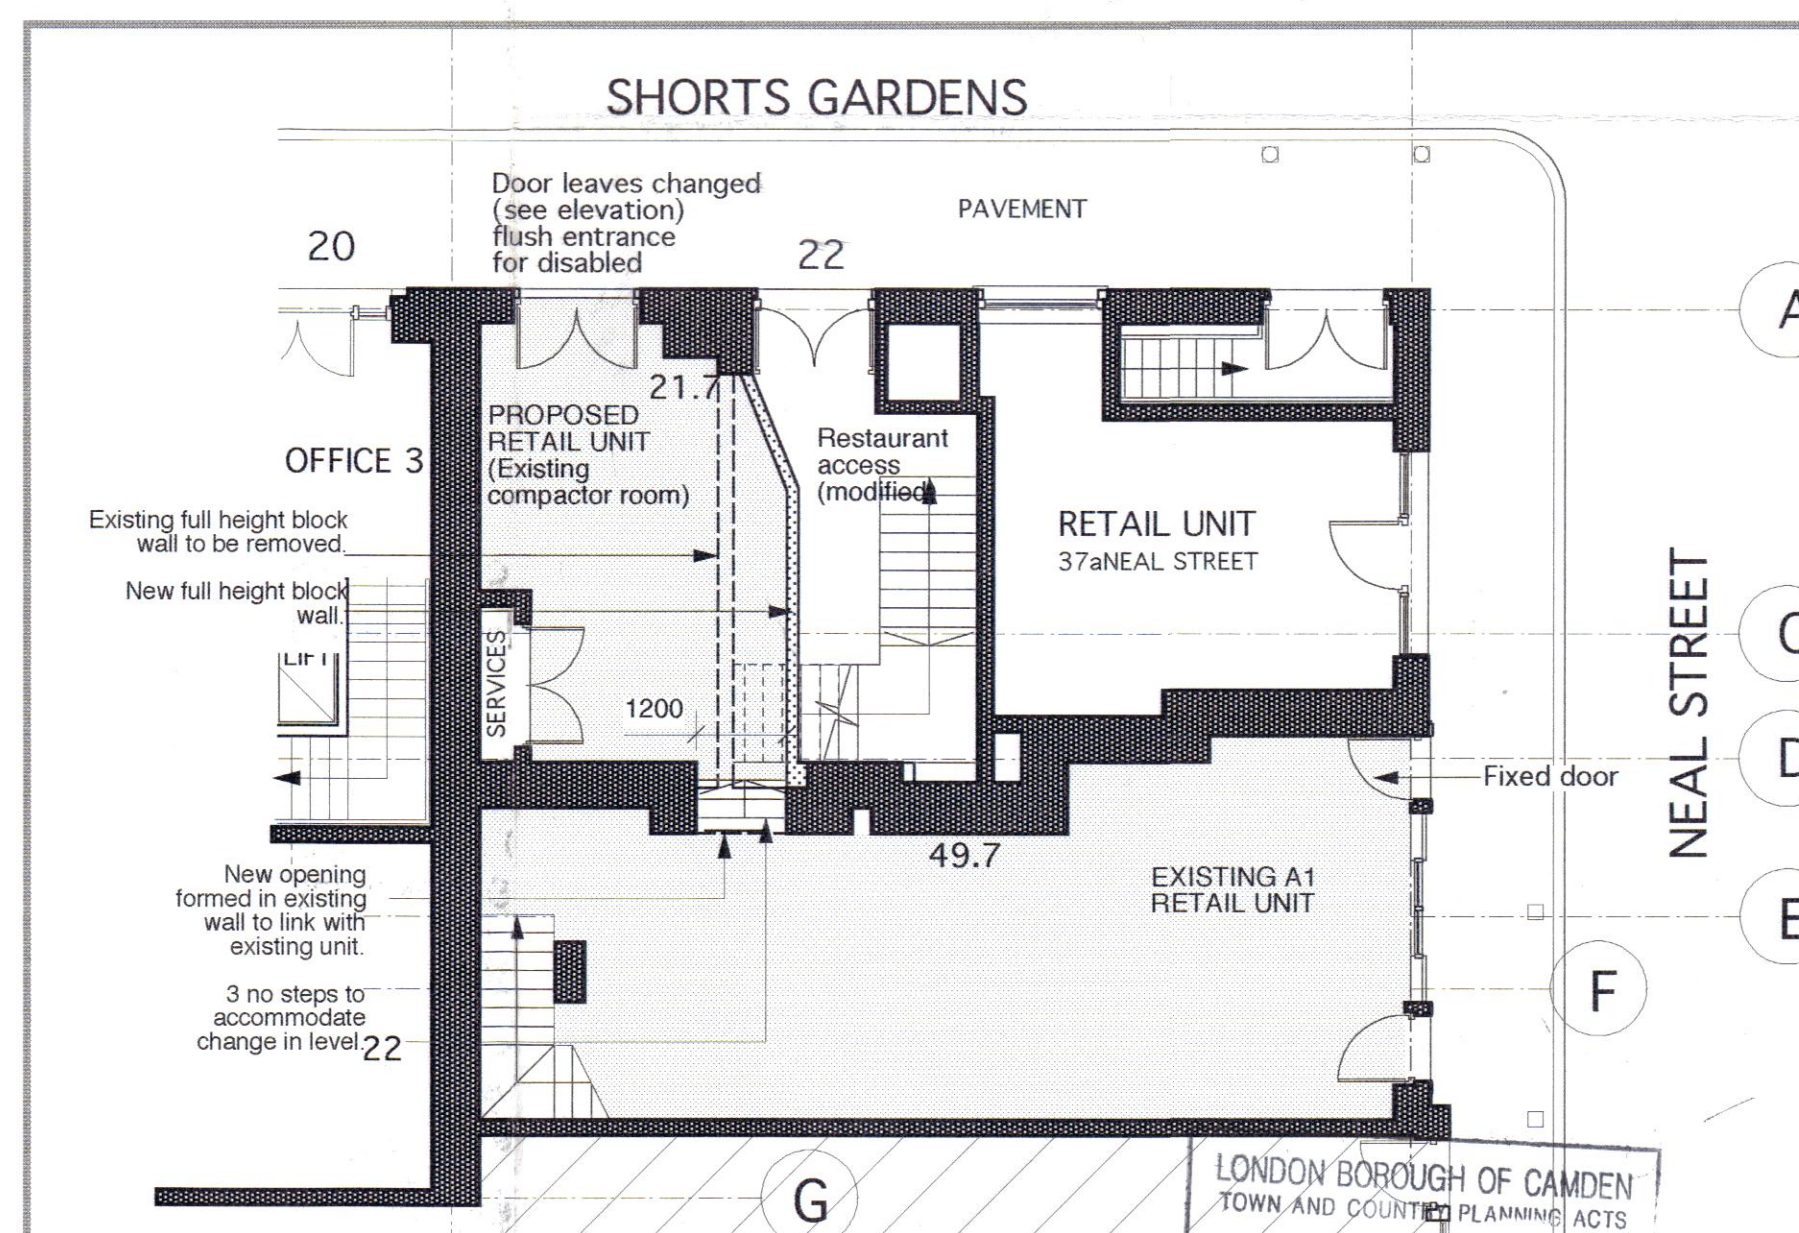 SHORTS GARDENS
Door leaves changed
(see elevation)
flush entrance
for disabled
PAVEMENT
20
22
A
21.7
PROPOSED
RETAIL UNIT
(Existing
compactor room)
Restaurant
access
(modified)
OFFICE 3
Existing full height block
wall to be removed.
RETAIL UNIT
37aNEAL STREET
New full height block
wall.
LIFT
SERVICES
1200
C
NEAL STREET
D
Fixed door
49.7
EXISTING A1
RETAIL UNIT
New opening
formed in existing
wall to link with
existing unit.
E
F
3 no steps to
accommodate
change in level.
22
G
LONDON BOROUGH OF CAMDEN
TOWN AND COUNTRY PLANNING ACTS